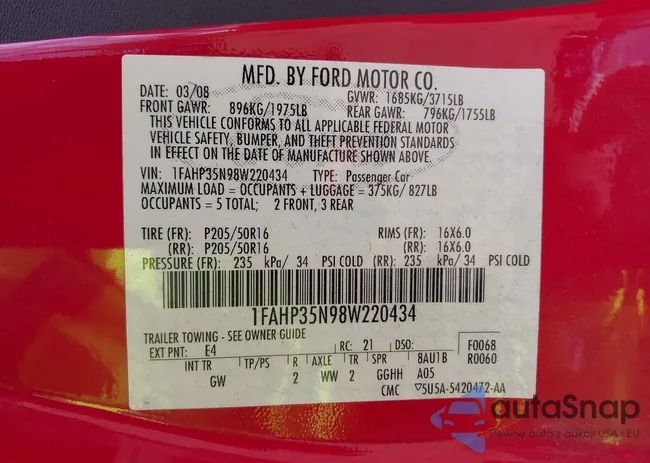 MFD. BY FORD MOTOR CO.
DATE: 03/08 GVWR: 1685KG/3715LB
FRONT GAWR: 896KG/1975LB REAR GAWR: 796KG/1755LB
THIS VEHICLE CONFORMS TO ALL APPLICABLE FEDERAL MOTOR
VEHICLE SAFETY, BUMPER, AND THEFT PREVENTION STANDARDS
IN EFFECT ON THE DATE OF MANUFACTURE SHOWN ABOVE.
VIN: 1FAHP35N98W220434 TYPE: Passenger Car
MAXIMUM LOAD = OCCUPANTS + LUGGAGE = 375KG/ 827LB
OCCUPANTS = 5 TOTAL; 2 FRONT, 3 REAR
TIRE (FR): P205/50R16 RIMS (FR): 16X6.0
(RR): P205/50R16 (RR): 16X6.0
PRESSURE (FR): 235 kPa/ 34 PSI COLD (RR): 235 kPa/ 34 PSI COLD
1FAHP35N98W220434
TRAILER TOWING - SEE OWNER GUIDE
EXT PNT: E4 RC: 21 DSO: F0068
INT TR TP/PS R AXLE TR SPR 8AU1B R0060
GW 2 WW 2 GGHH A05
CMC ▽5U5A-5420472-AA
autaSnap
Pewne auto z aukcji USA i EU